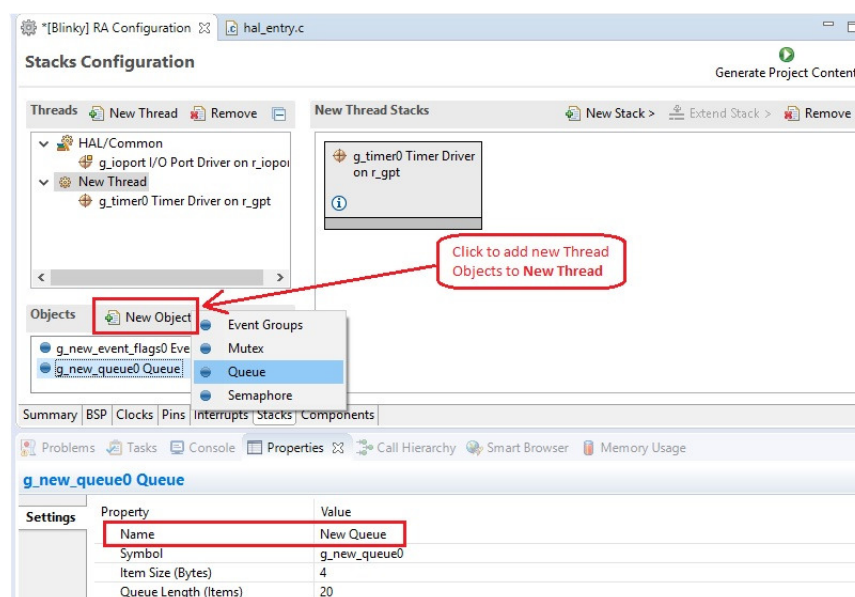 *[Blinky] RA Configuration
hal_entry.c
Stacks Configuration
Generate Project Content
Threads
New Thread
Remove
New Thread Stacks
New Stack >
Extend Stack >
Remove
HAL/Common
g_ioport I/O Port Driver on r_iopor
New Thread
g_timer0 Timer Driver on r_gpt
g_timer0 Timer Driver
on r_gpt
Click to add new Thread
Objects to New Thread
Objects
New Object
g_new_event_flags0 Eve
g_new_queue0 Queue
Event Groups
Mutex
Queue
Semaphore
Summary BSP Clocks Pins Interrupts Stacks Components
Problems Tasks Console Properties Call Hierarchy Smart Browser Memory Usage
g_new_queue0 Queue
Settings
Property Value
Name New Queue
Symbol g_new_queue0
Item Size (Bytes) 4
Queue Length (Items) 20